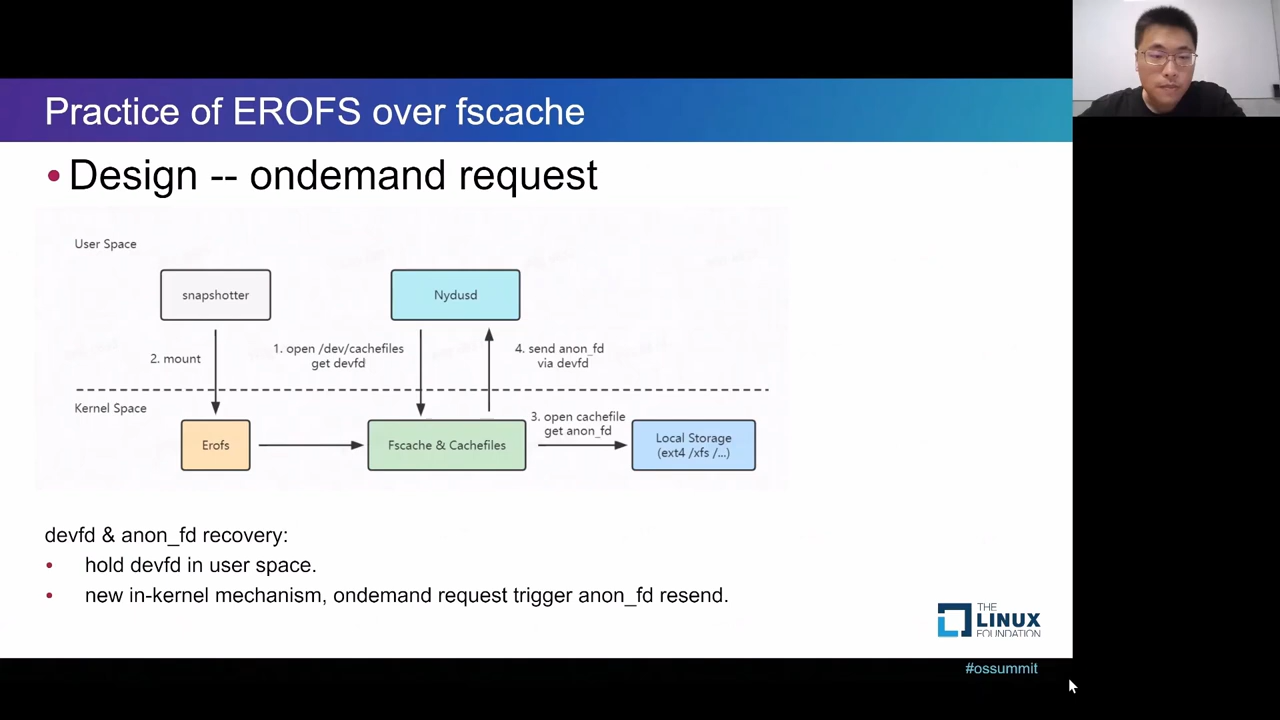 Practice of EROFS over fscache
• Design -- ondemand request
User Space
snapshotter
Nydusd
2. mount
1. open /dev/cachefiles
get devfd
4. send anon_fd
via devfd
Kernel Space
3. open cachefile
get anon_fd
Erofs
Fscache & Cachefiles
Local Storage
(ext4 /xfs /...)
devfd & anon_fd recovery:
• hold devfd in user space.
• new in-kernel mechanism, ondemand request trigger anon_fd resend.
THE
LINUX
FOUNDATION
#ossummit